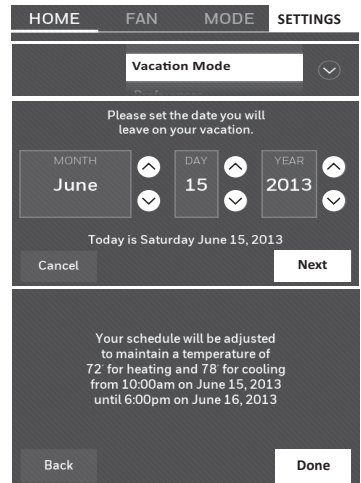 HOME FAN MODE SETTINGS
Vacation Mode
Please set the date you will
leave on your vacation.
MONTH DAY YEAR
June 15 2013
Today is Saturday June 15, 2013
Cancel Next
Your schedule will be adjusted
to maintain a temperature of
72° for heating and 78° for cooling
from 10:00am on June 15, 2013
until 6:00pm on June 16, 2013
Back Done